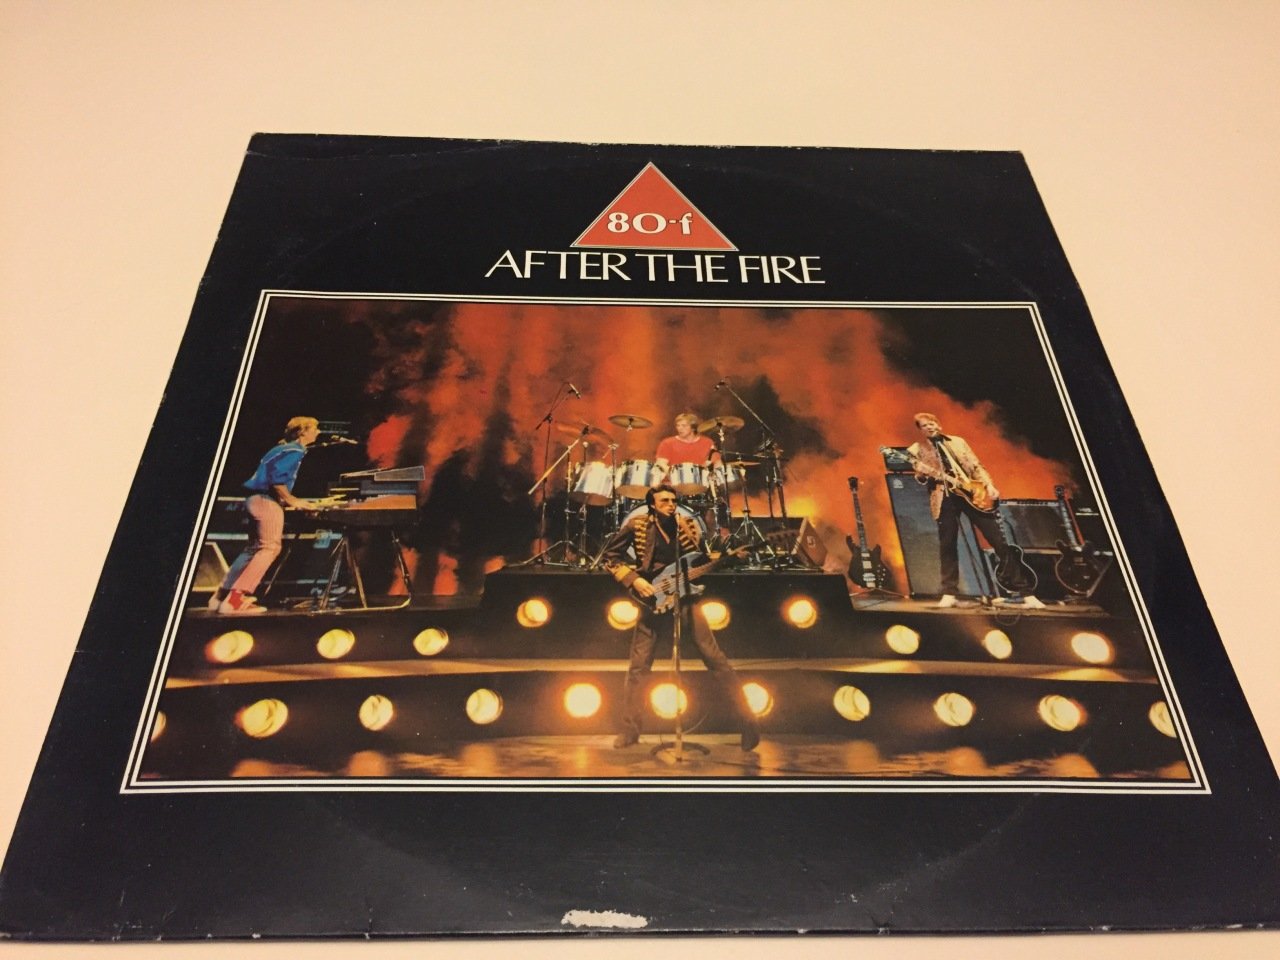 80-f
AFTER THE FIRE